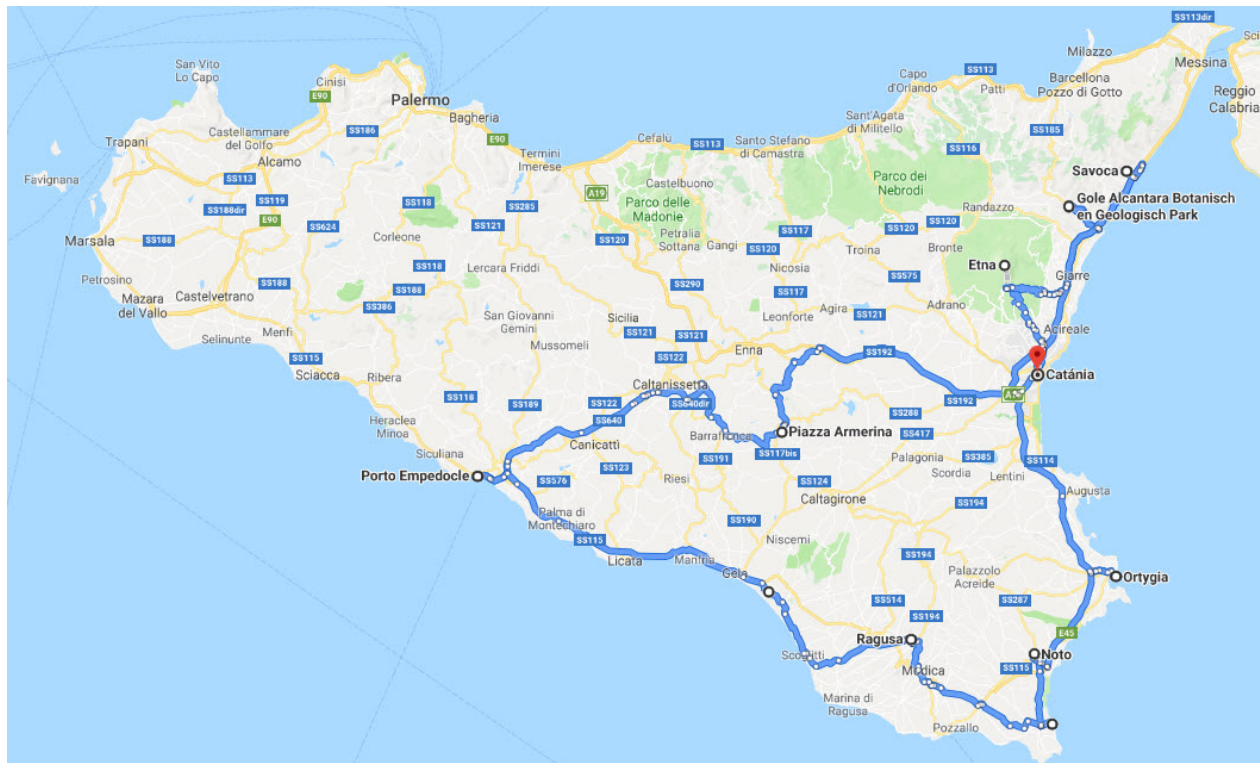 SS113dir
San Vito
Lo Capo
Cinisi
E90
Palermo
Bagheria
Milazzo
Messina
Sci
Reggio
Calabria
Barcellona
Pozzo di Gotto
Capo
d'Orlando
SS113
Patti
Castellammare
del Golfo
SS186
E90
Termini
Imerese
Cefalù
SS113
Santo Stefano
di Camastra
Sant'Agata
di Militello
SS185
SS116
Trapani
Alcamo
Favignana
SS113
SS119
SS188dir
E90
SS118
SS285
A19
Castelbuono
Parco delle
Madonie
Parco dei
Nebrodi
Savoca
Randazzo
Gole Alcantara Botanisch
en Geologisch Park
Marsala
SS188
SS624
Corleone
SS121
SS120
Petralia
Sottana
Gangi
SS117
SS120
SS120
SS120
Troina
Bronte
Petrosino
Mazara
del Vallo
Castelvetrano
SS188
SS118
SS188
SS386
Lercara Friddi
SS290
Nicosia
SS117
SS575
Etna
Giarre
Selinunte
Menfi
San Giovanni
Gemini
Sicilia
SS121
SS121
Leonforte
Agira
SS121
Adrano
Acireale
SS115
Sciacca
Ribera
Mussomeli
SS122
Enna
SS192
Catánia
Caltanissetta
SS118
SS189
SS122
SS640
SS640dir
SS288
SS192
Heraclea
Minoa
Siculiana
Canicattì
Barrafranca
Piazza Armerina
SS417
Palagonia
SS385
Scordia
Lentini
SS114
Porto Empedocle
SS576
SS123
Riesi
SS191
SS117bis
SS124
Caltagirone
SS194
Augusta
Palma di
Montechiaro
SS115
SS190
Niscemi
SS194
Licata
Manfria
Gela
Palazzolo
Acreide
Ortygia
SS514
SS194
SS287
Scoglitti
Ragusa
E45
Noto
SS115
Modica
Marina di
Ragusa
Pozzallo